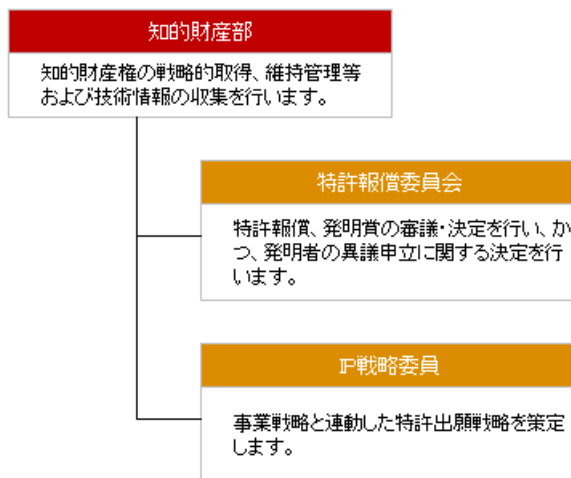 知的財産部
知的財産権の戦略的取得、維持管理等
および技術情報の収集を行います。
特許報償委員会
特許報償、発明賞の審議・決定を行い、か
つ、発明者の異議申立に関する決定を行
います。
IP戦略委員
事業戦略と連動した特許出願戦略を策定
します。